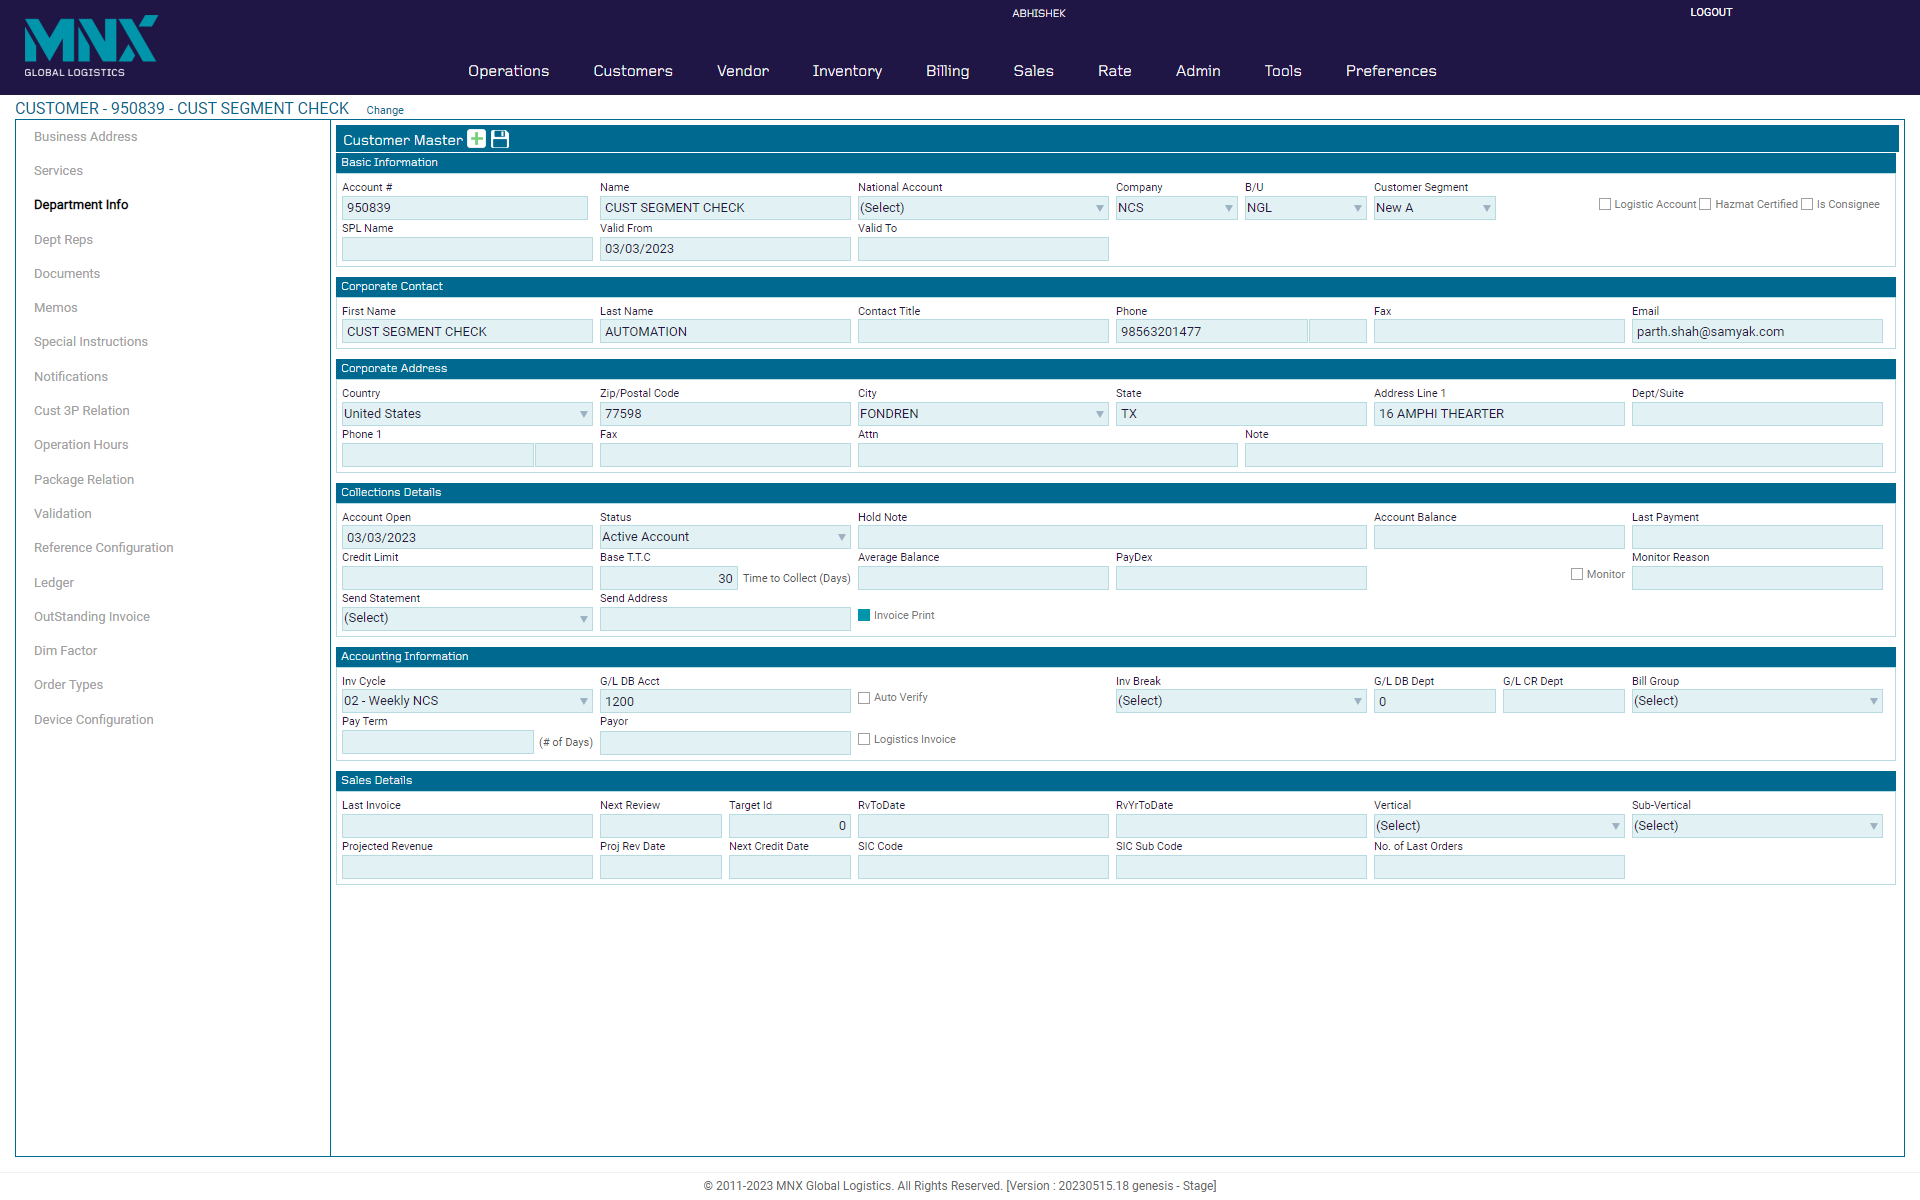 MNX
GLOBAL LOGISTICS
ABHISHEK
LOGOUT
Operations Customers Vendor Inventory Billing Sales Rate Admin Tools Preferences
CUSTOMER - 950839 - CUST SEGMENT CHECK Change
Business Address
Services
Department Info
Dept Reps
Documents
Memos
Special Instructions
Notifications
Cust 3P Relation
Operation Hours
Package Relation
Validation
Reference Configuration
Ledger
OutStanding Invoice
Dim Factor
Order Types
Device Configuration
Customer Master
Basic Information
Account # Name National Account Company B/U Customer Segment
950839 CUST SEGMENT CHECK (Select) NCS NGL New A Logistic Account Hazmat Certified Is Consignee
SPL Name Valid From Valid To
03/03/2023
Corporate Contact
First Name Last Name Contact Title Phone Fax Email
CUST SEGMENT CHECK AUTOMATION 98563201477 parth.shah@samyak.com
Corporate Address
Country Zip/Postal Code City State Address Line 1 Dept/Suite
United States 77598 FONDREN TX 16 AMPHI THEARTER
Phone 1 Fax Attn Note
Collections Details
Account Open Status Hold Note Account Balance Last Payment
03/03/2023 Active Account
Credit Limit Base T.T.C Average Balance PayDex Monitor Reason
30 Time to Collect (Days) Monitor
Send Statement Send Address
(Select) Invoice Print
Accounting Information
Inv Cycle G/L DB Acct Inv Break G/L DB Dept G/L CR Dept Bill Group
02 - Weekly NCS 1200 Auto Verify (Select) 0 (Select)
Pay Term Payor
(# of Days) Logistics Invoice
Sales Details
Last Invoice Next Review Target Id RvToDate RvYrToDate Vertical Sub-Vertical
0 (Select) (Select)
Projected Revenue Proj Rev Date Next Credit Date SIC Code SIC Sub Code No. of Last Orders
© 2011-2023 MNX Global Logistics. All Rights Reserved. [Version : 20230515.18 genesis - Stage]